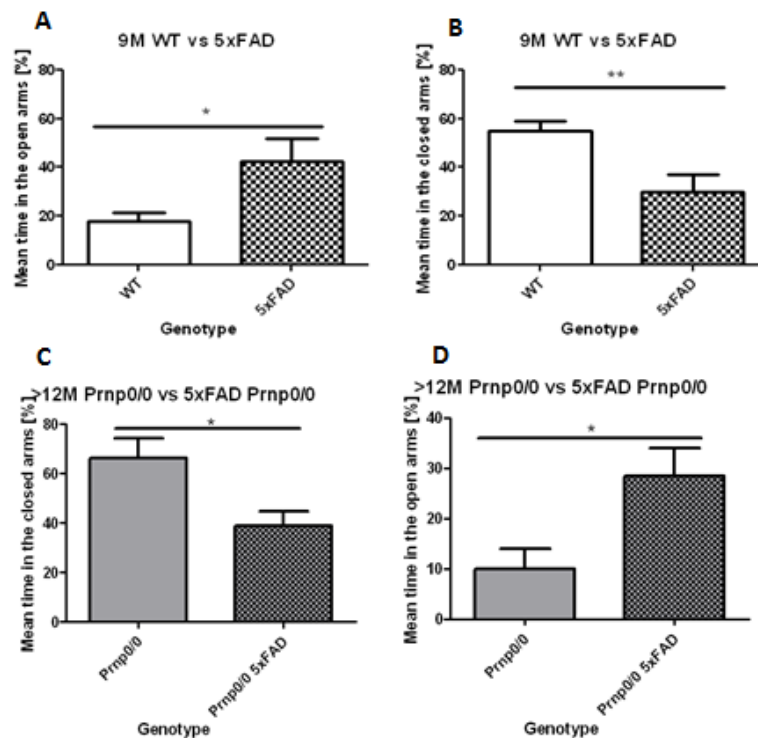 A
9M WT vs 5xFAD
Mean time in the open arms [%]
80
60
40
20
0
*
WT
5xFAD
Genotype
B
9M WT vs 5xFAD
Mean time in the closed arms [%]
80
60
40
20
0
**
WT
5xFAD
Genotype
C
>12M Prnp0/0 vs 5xFAD Prnp0/0
Mean time in the closed arms [%]
80
60
40
20
0
*
Prnp0/0
Prnp0/0 5xFAD
Genotype
D
>12M Prnp0/0 vs 5xFAD Prnp0/0
Mean time in the open arms [%]
40
30
20
10
0
*
Prnp0/0
Prnp0/0 5xFAD
Genotype